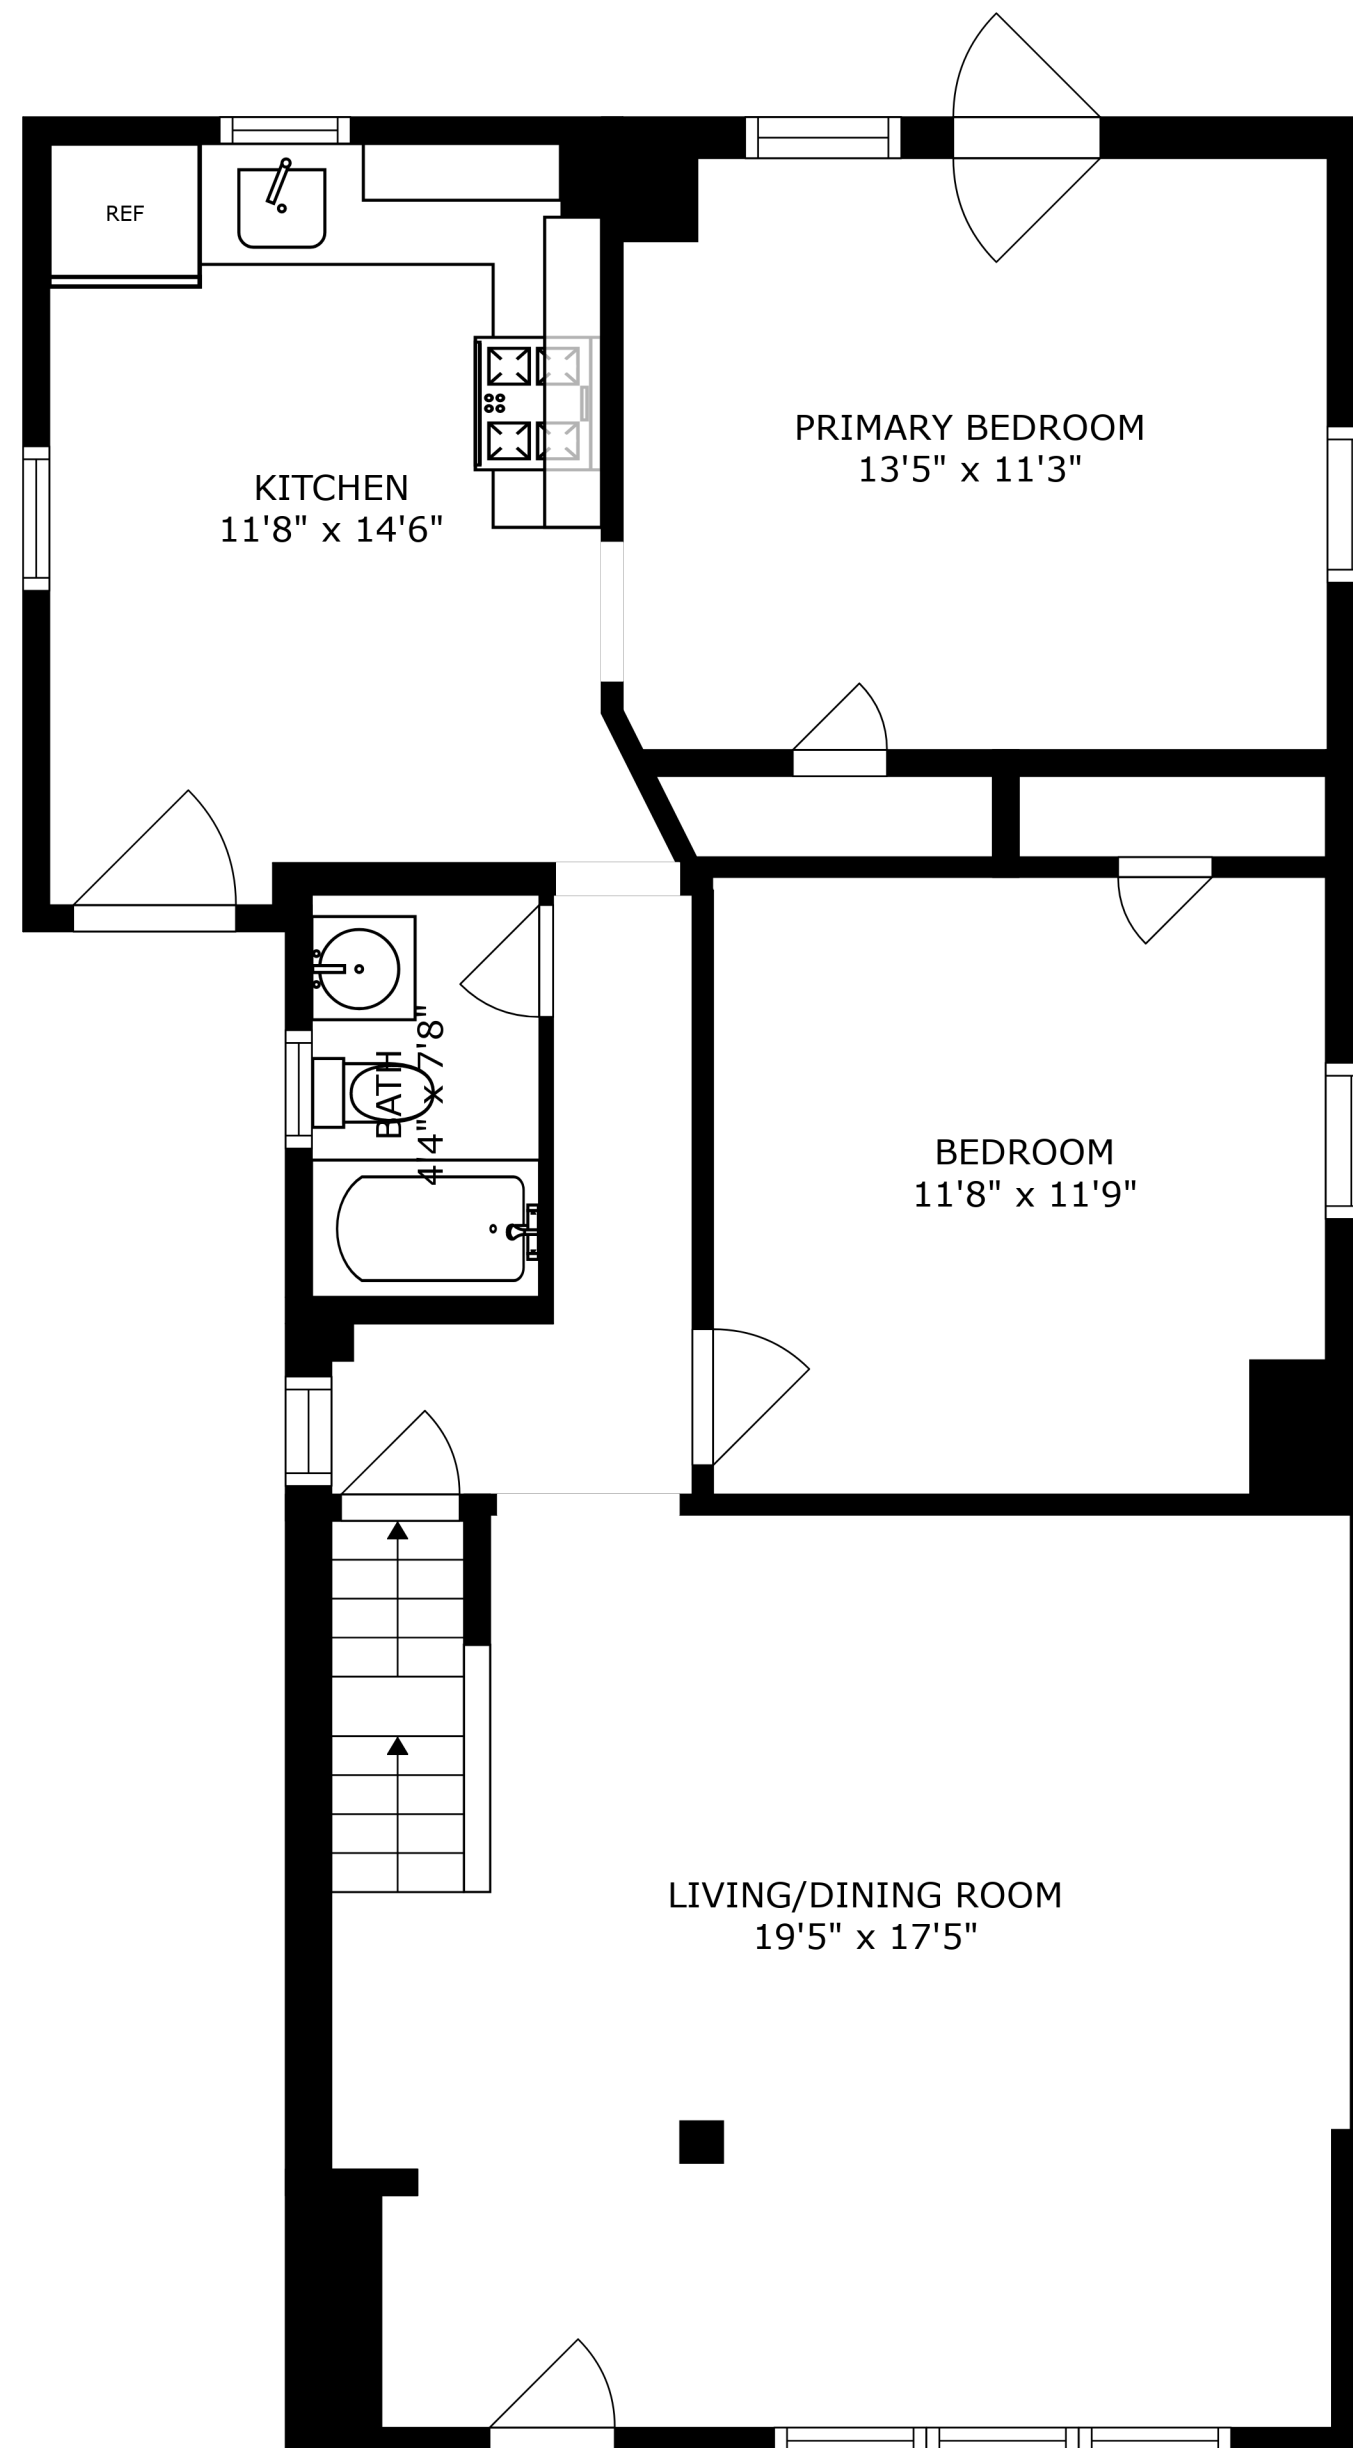 REF
PRIMARY BEDROOM
13'5" x 11'3"
KITCHEN
11'8" x 14'6"
BATH
4'4" x 7'8"
BEDROOM
11'8" x 11'9"
LIVING/DINING ROOM
19'5" x 17'5"